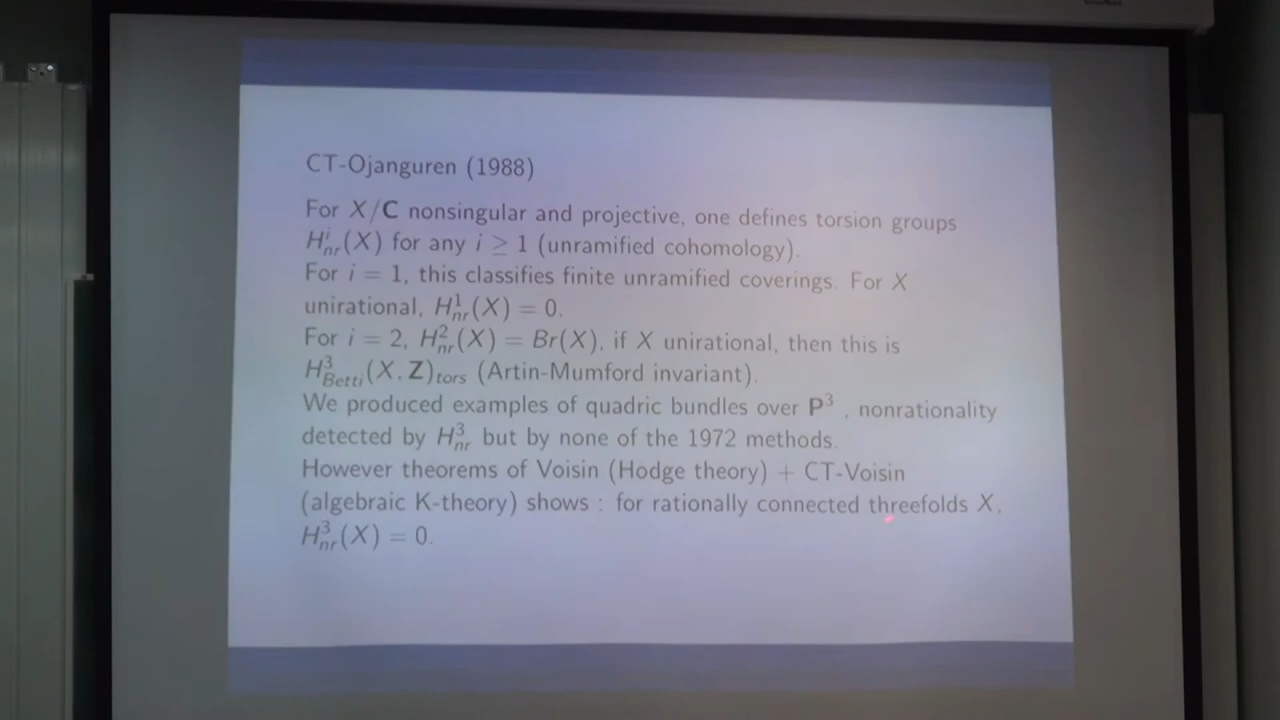 CT-Ojanguren (1988)
For X/C nonsingular and projective, one defines torsion groups
H^i_{nr}(X) for any i ≥ 1 (unramified cohomology).
For i = 1, this classifies finite unramified coverings. For X
unirational, H^1_{nr}(X) = 0.
For i = 2, H^2_{nr}(X) = Br(X), if X unirational, then this is
H^3_{Betti}(X, Z)_{tors} (Artin-Mumford invariant).
We produced examples of quadric bundles over P^3 , nonrationality
detected by H^3_{nr} but by none of the 1972 methods.
However theorems of Voisin (Hodge theory) + CT-Voisin
(algebraic K-theory) shows : for rationally connected threefolds X,
H^3_{nr}(X) = 0.